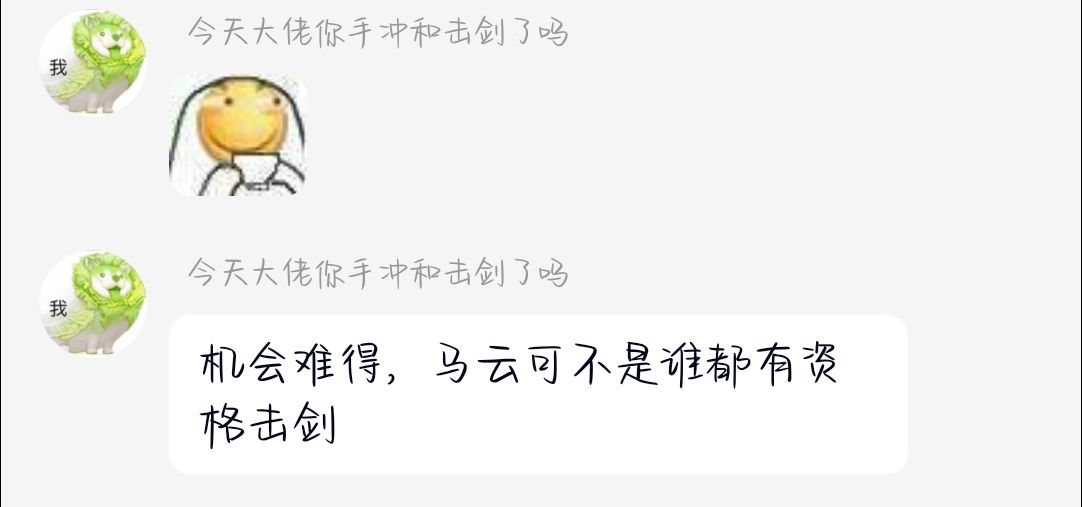 今天大佬你手冲和击剑了吗
我
今天大佬你手冲和击剑了吗
我
机会难得，马云可不是谁都有资
格击剑